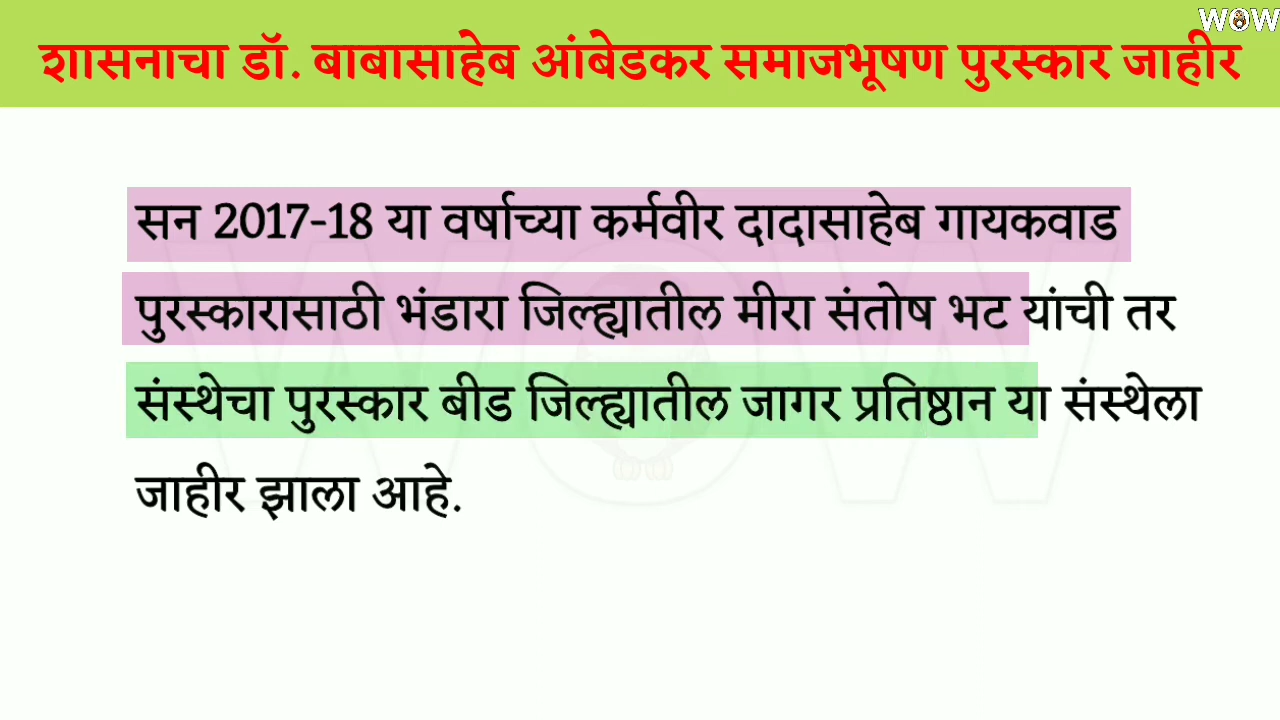 WOW
शासनाचा डॉ. बाबासाहेब आंबेडकर समाजभूषण पुरस्कार जाहीर
सन 2017-18 या वर्षाच्या कर्मवीर दादासाहेब गायकवाड
पुरस्कारासाठी भंडारा जिल्ह्यातील मीरा संतोष भट यांची तर
संस्थेचा पुरस्कार बीड जिल्ह्यातील जागर प्रतिष्ठान या संस्थेला
जाहीर झाला आहे.